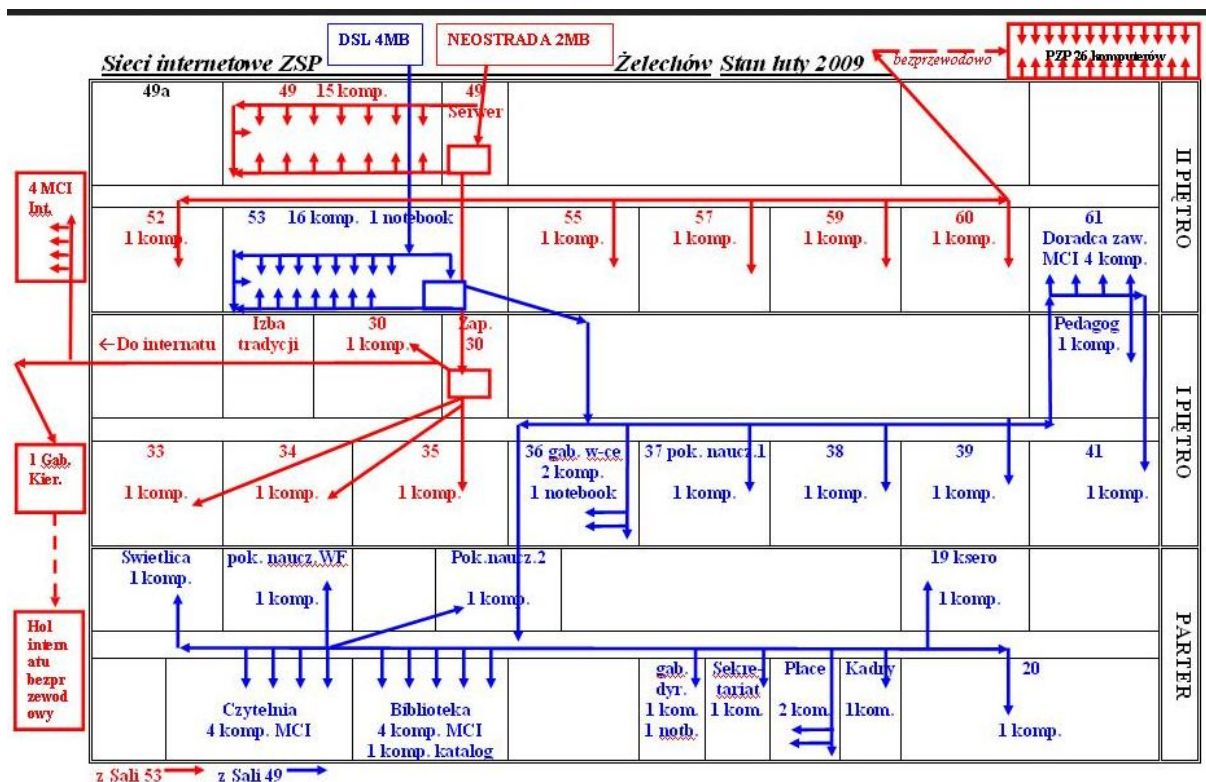 DSL 4MB
NEOSTRADA 2MB
Sieci internetowe ZSP
Żelechów Stan luty 2009
bezprzewodowo
PZP 26 komputerów
49a
49 15 komp.
49
Serwer
II PIĘTRO
4 MCI
Int.
52
1 komp.
53 16 komp. 1 notebook
55
1 komp.
57
1 komp.
59
1 komp.
60
1 komp.
61
Doradca zaw.
MCI 4 komp.
←Do internatu
Izba
tradycji
30
1 komp.
Zap.
30
Pedagog
1 komp.
I PIĘTRO
1 Gab.
Kier.
33
1 komp.
34
1 komp.
35
1 komp.
36 gab. w-ce
2 komp.
1 notebook
37 pok. naucz.1
1 komp.
38
1 komp.
39
1 komp.
41
1 komp.
Swietlica
1 komp.
pok. naucz.WF
1 komp.
Pok.naucz.2
1 komp.
19 ksero
1 komp.
PARTER
Hol
intern
atu
bezpr
zewod
owy
Czytelnia
4 komp. MCI
Biblioteka
4 komp. MCI
1 komp. katalog
gab.
dyr.
1 kom.
1 notb.
Sekre-
tariat
1 kom.
Płace
2 kom.
Kadry
1kom.
20
1 komp.
z Sali 53
z Sali 49